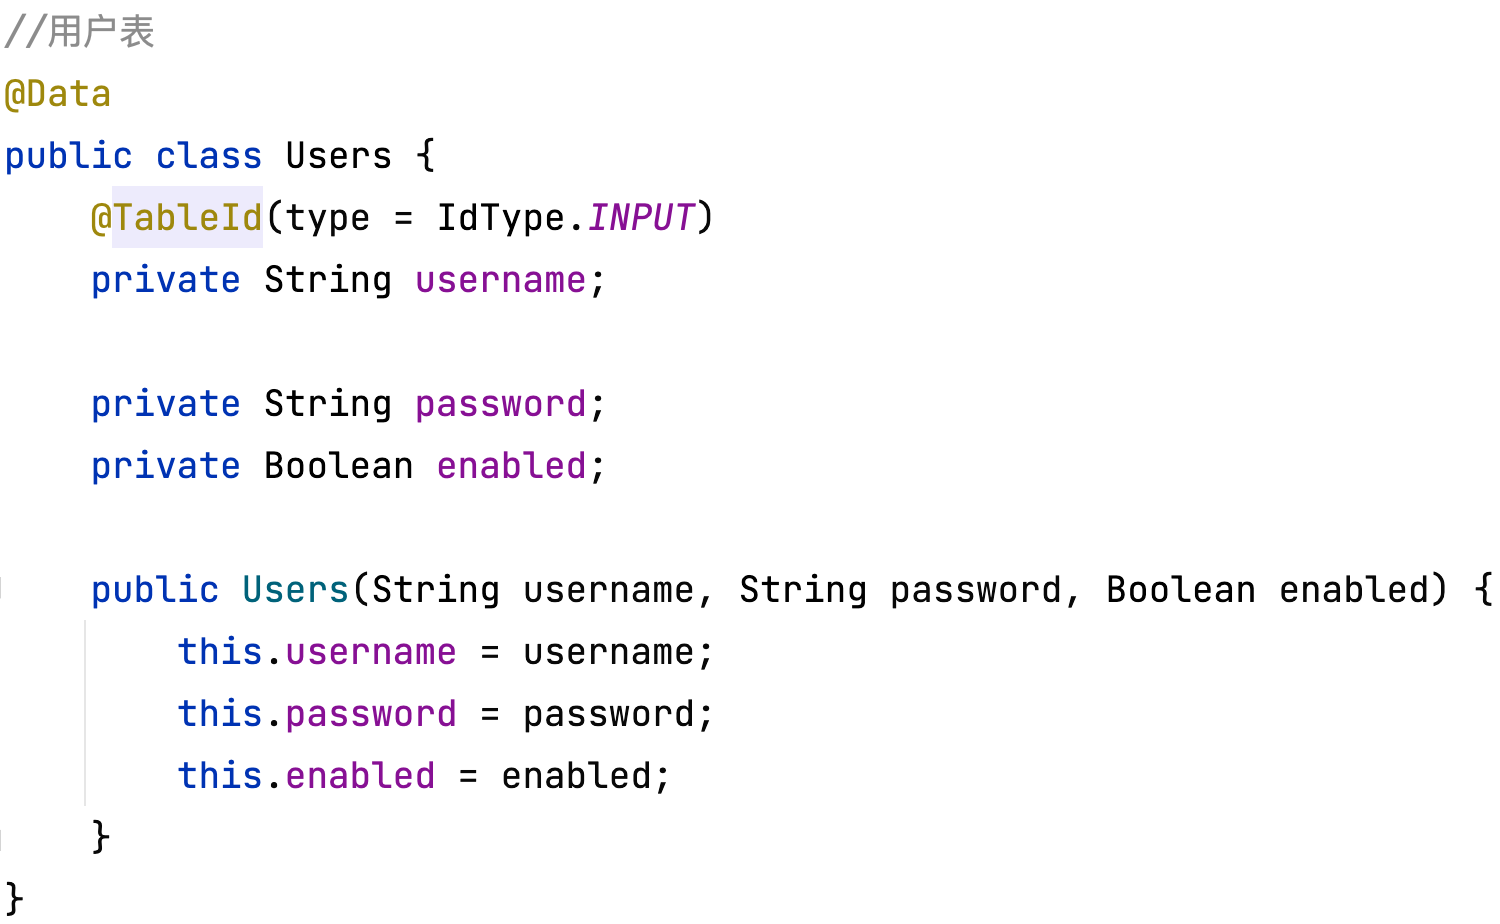 //用户表
@Data
public class Users {
    @TableId(type = IdType.INPUT)
    private String username;

    private String password;
    private Boolean enabled;

    public Users(String username, String password, Boolean enabled) {
        this.username = username;
        this.password = password;
        this.enabled = enabled;
    }
}